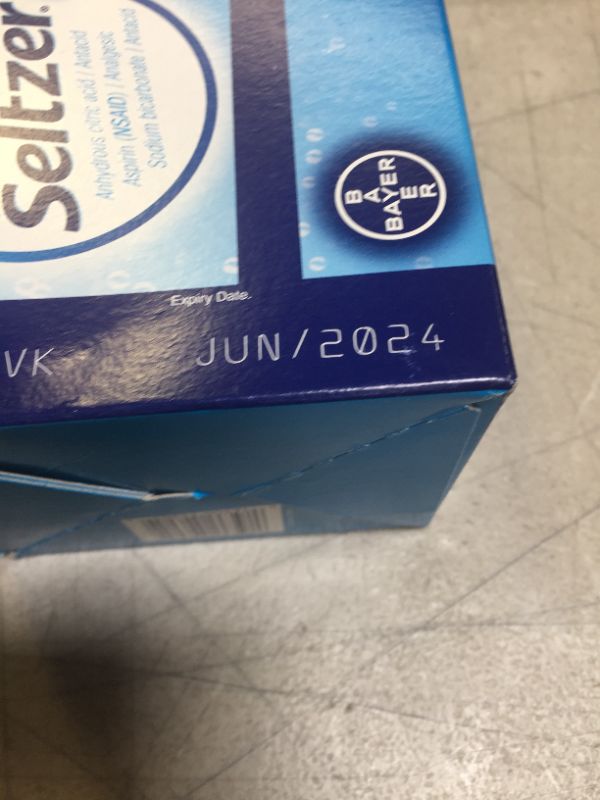 Seltzer®
Anhydrous citric acid / Antacid
Aspirin (NSAID) / Analgesic
Sodium bicarbonate / Antacid
B
A
BAYER
E
R
Expiry Date.
VK JUN/2024